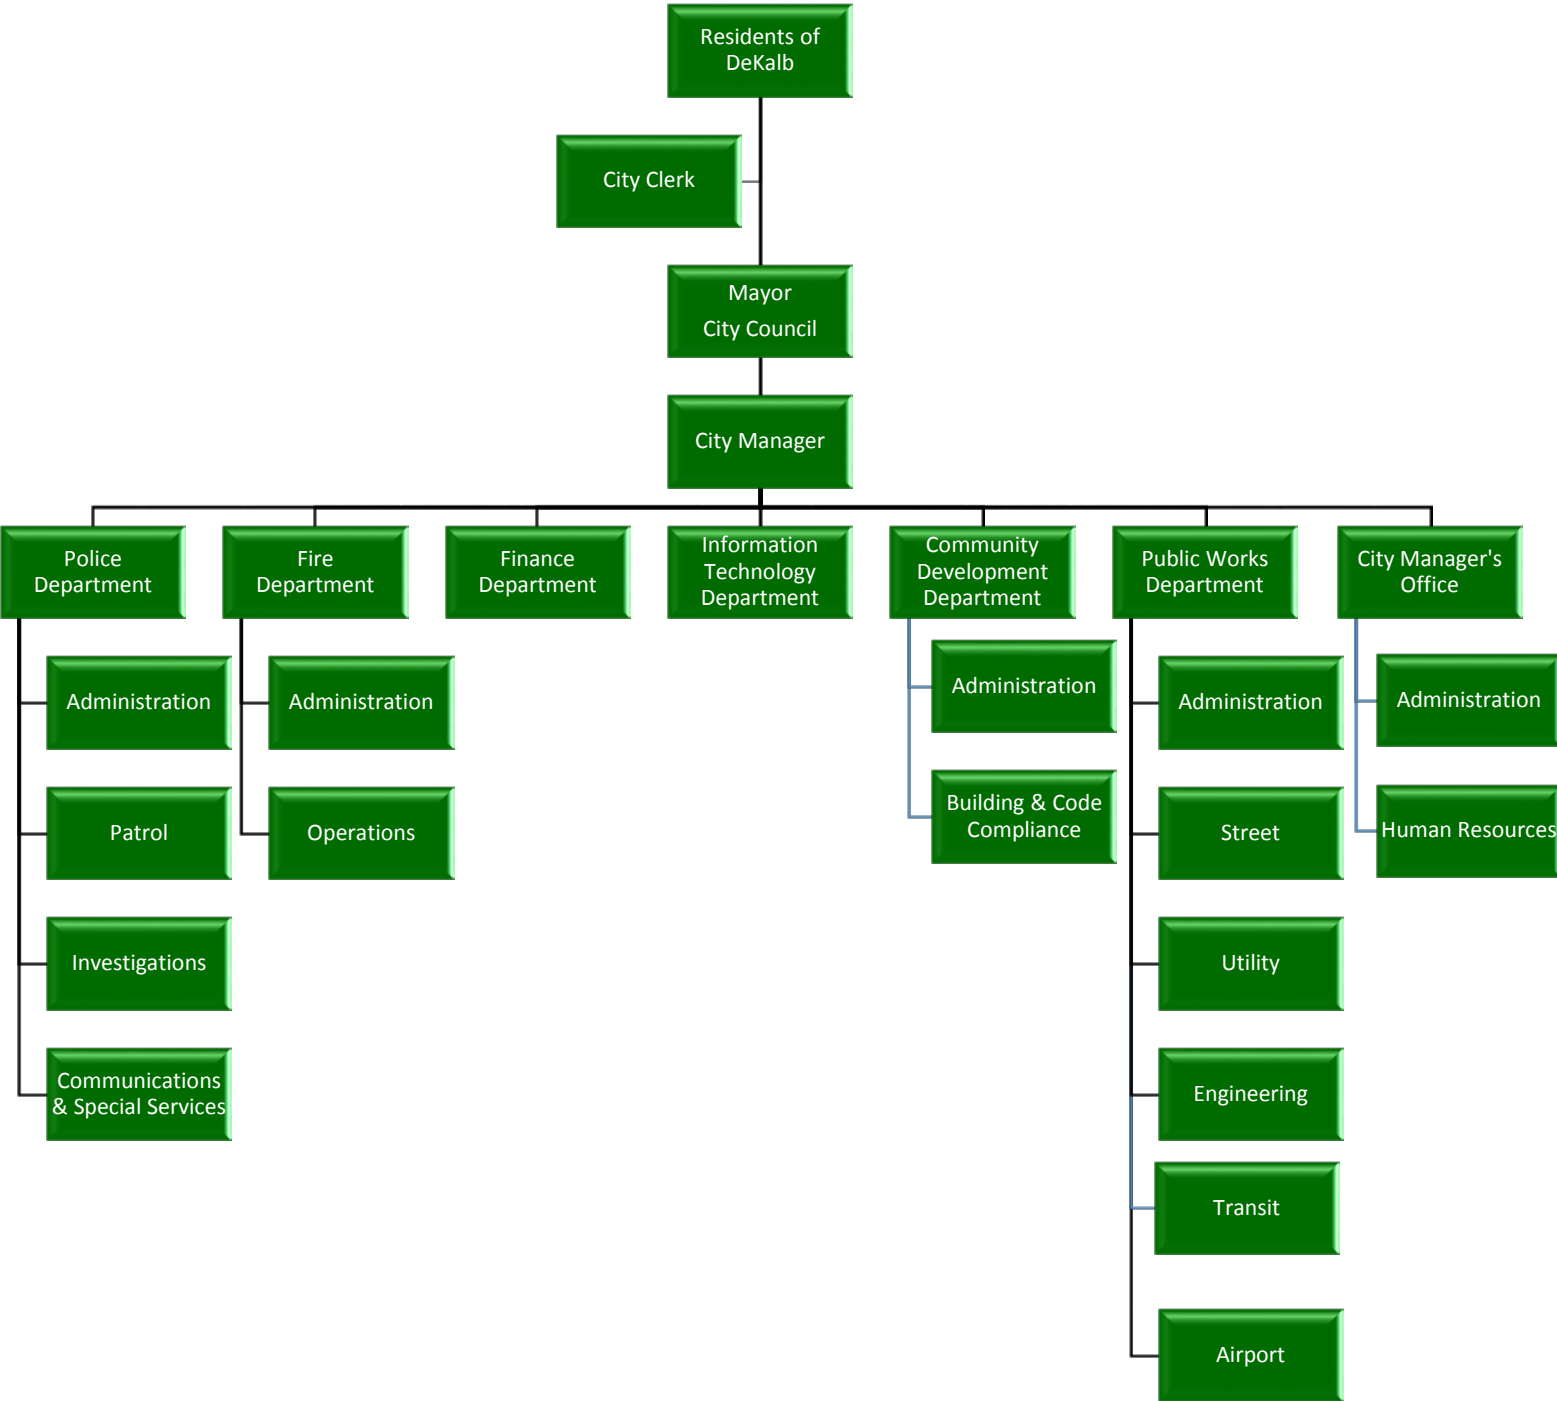 Residents of
DeKalb
City Clerk
Mayor
City Council
City Manager
Police
Department
Fire
Department
Finance
Department
Information
Technology
Department
Community
Development
Department
Public Works
Department
City Manager's
Office
Administration
Patrol
Investigations
Communications
& Special Services
Administration
Operations
Administration
Building & Code
Compliance
Administration
Street
Utility
Engineering
Transit
Airport
Administration
Human Resources